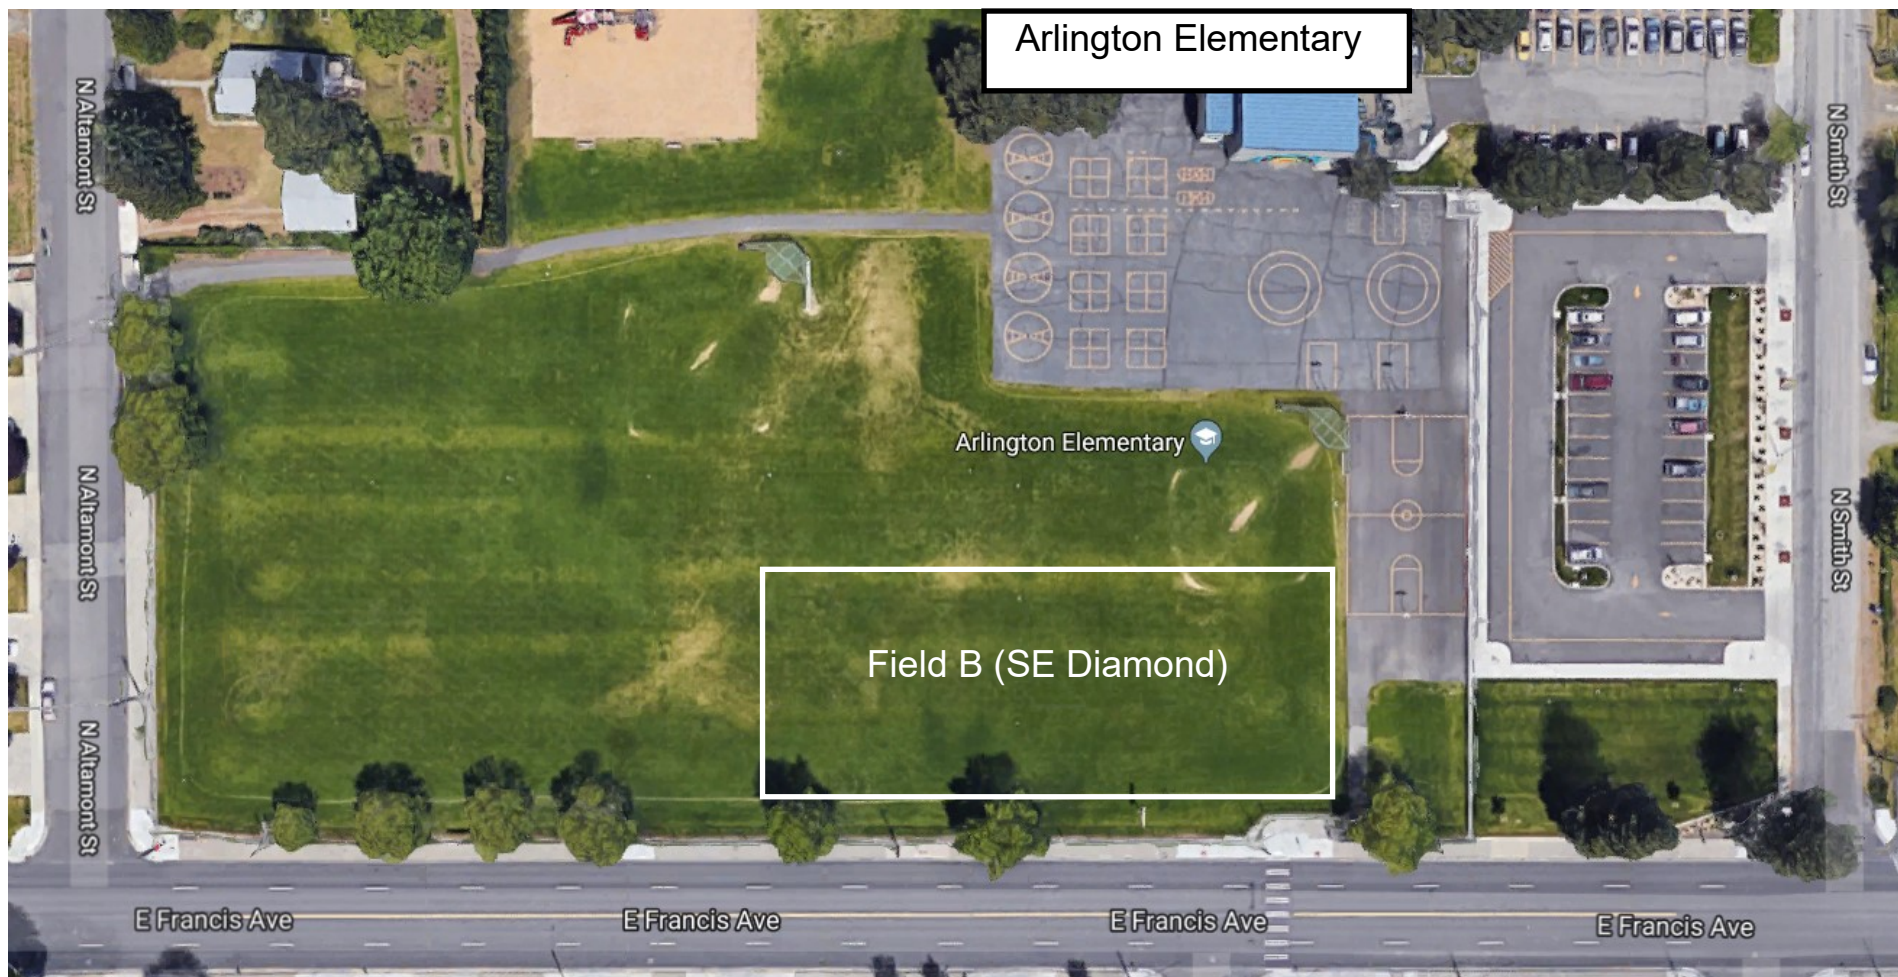 Arlington Elementary
N Altamont St
N Smith St
Arlington Elementary
N Altamont St
N Smith St
Field B (SE Diamond)
N Altamont St
E Francis Ave
E Francis Ave
E Francis Ave
E Francis Ave